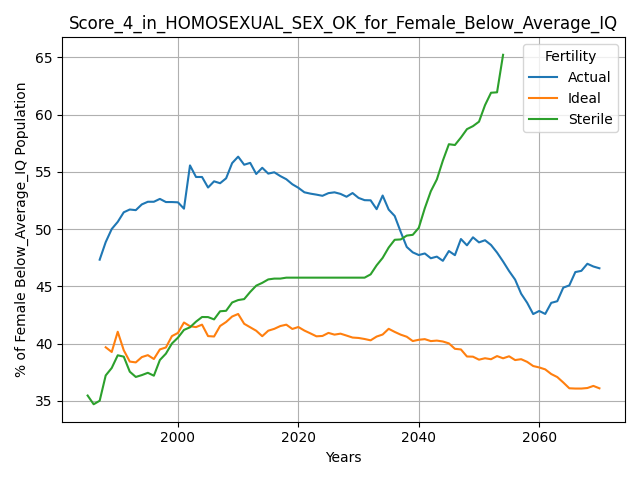 Score_4_in_HOMOSEXUAL_SEX_OK_for_Female_Below_Average_IQ
% of Female Below_Average_IQ Population
65
60
55
50
45
40
35
Fertility
Actual
Ideal
Sterile
2000 2020 2040 2060
Years